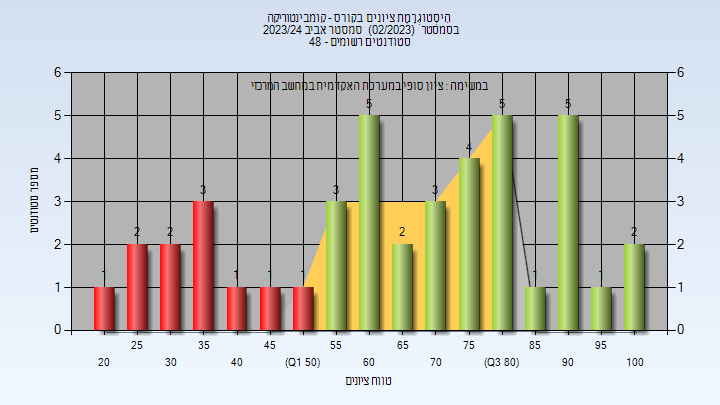 היסטוגרמת ציונים בקורס - קומבינטוריקה
בסמסטר (02/2023) סמסטר אביב 2023/24
סטודנטים רשומים - 48
במשימה : ציון סופי במערכת האקדמית במחשב המרכזי
מספר סטודנטים
6 6
5 5
4 4
3 3
2 2
1 1
0 0
1 2 2 3 1 1 1 3 5 2 3 4 5 1 5 1 2
25 35 45 55 65 75 85 95
20 30 40 (Q1 50) 60 70 (Q3 80) 90 100
טווח ציונים